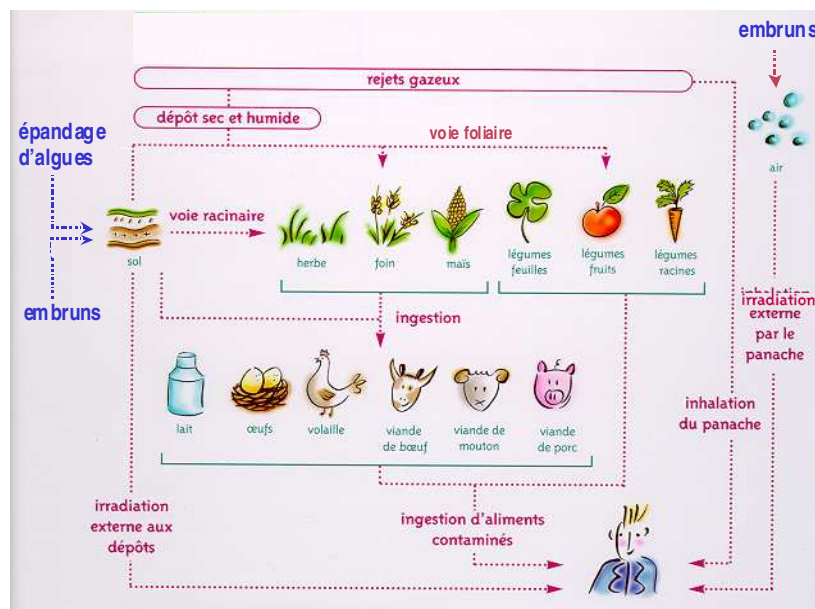 embruns
rejets gazeux
dépôt sec et humide
voie foliaire
épandage
d'algues
air
voie racinaire
sol
herbe
foin
maïs
légumes
feuilles
légumes
fruits
légumes
racines
embruns
ingestion
irradiation
externe
par le
panache
lait
œufs
volaille
viande
de bœuf
viande de
mouton
viande
de porc
inhalation
du panache
irradiation
externe aux
dépôts
ingestion d'aliments
contaminés